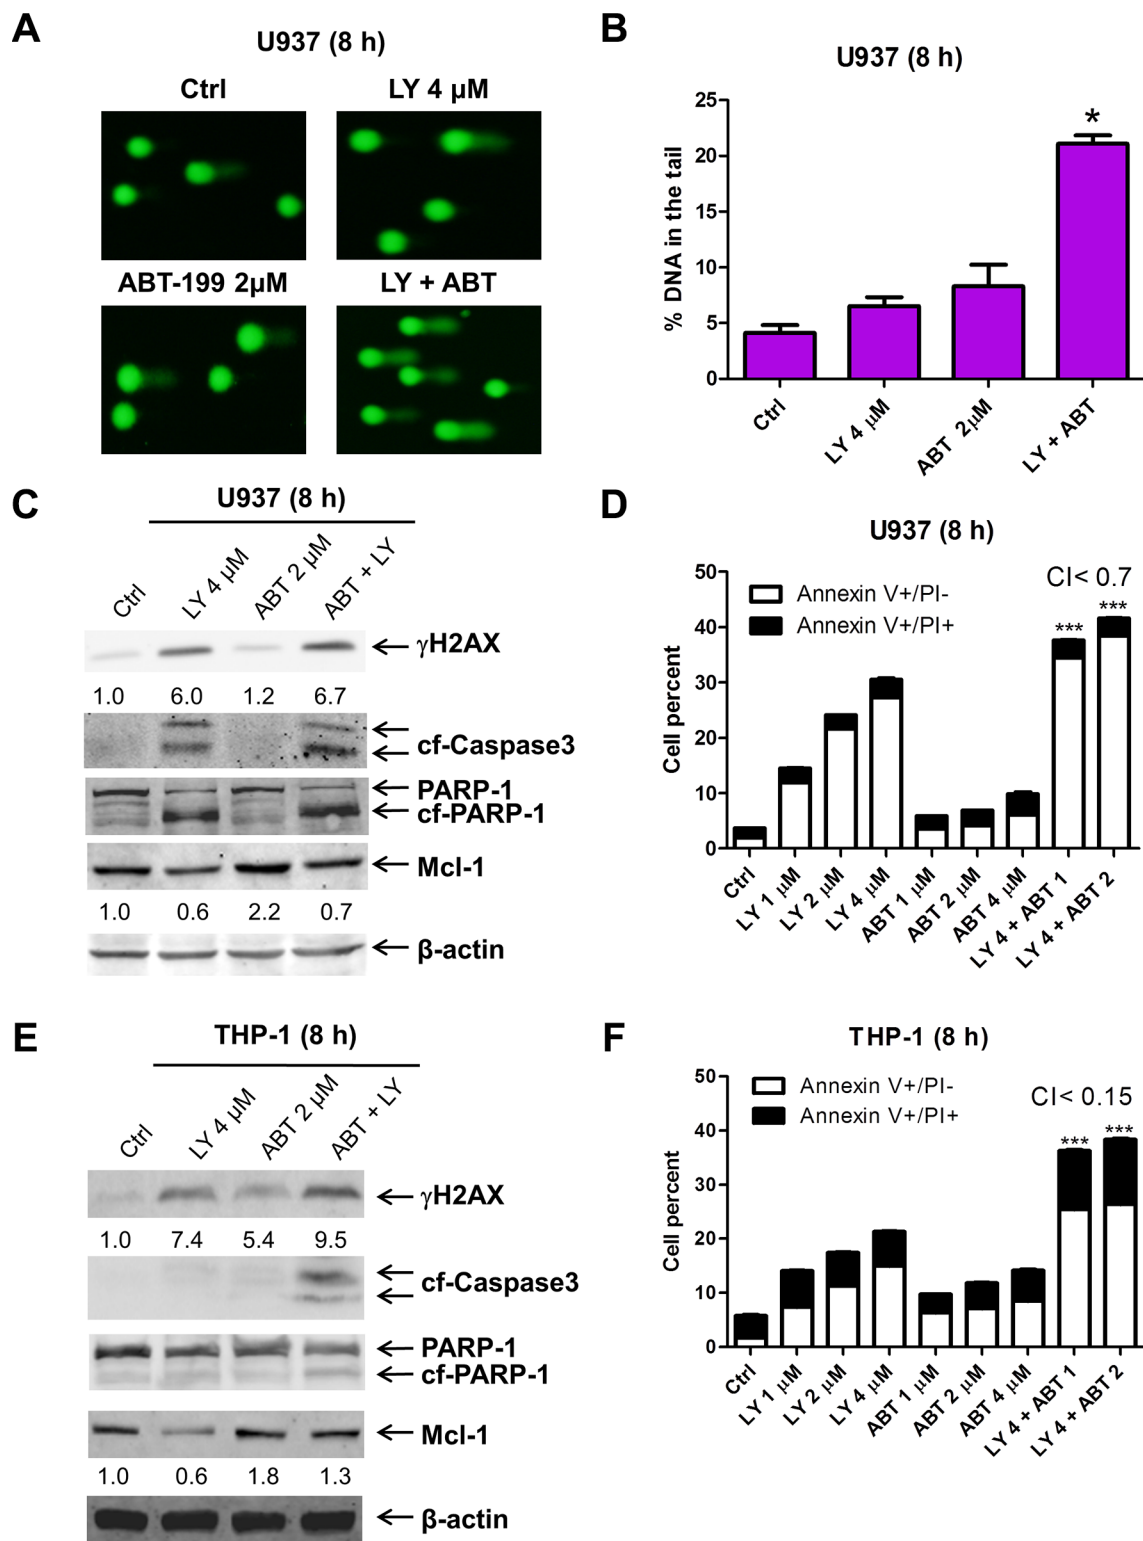 A
U937 (8 h)
Ctrl
LY 4 µM
ABT-199 2µM
LY + ABT
B
U937 (8 h)
% DNA in the tail
25
20
15
10
5
0
*
Ctrl
LY 4 µM
ABT 2µM
LY + ABT
C
U937 (8 h)
Ctrl
LY 4 µM
ABT 2 µM
ABT + LY
γH2AX
1.0 6.0 1.2 6.7
cf-Caspase3
PARP-1
cf-PARP-1
Mcl-1
1.0 0.6 2.2 0.7
β-actin
D
U937 (8 h)
Cell percent
50
40
30
20
10
0
Annexin V+/PI-
Annexin V+/PI+
CI< 0.7
***
***
Ctrl
LY 1 µM
LY 2 µM
LY 4 µM
ABT 1 µM
ABT 2 µM
ABT 4 µM
LY 4 + ABT 1
LY 4 + ABT 2
E
THP-1 (8 h)
Ctrl
LY 4 µM
ABT 2 µM
ABT + LY
γH2AX
1.0 7.4 5.4 9.5
cf-Caspase3
PARP-1
cf-PARP-1
Mcl-1
1.0 0.6 1.8 1.3
β-actin
F
THP-1 (8 h)
Cell percent
50
40
30
20
10
0
Annexin V+/PI-
Annexin V+/PI+
CI< 0.15
***
***
Ctrl
LY 1 µM
LY 2 µM
LY 4 µM
ABT 1 µM
ABT 2 µM
ABT 4 µM
LY 4 + ABT 1
LY 4 + ABT 2